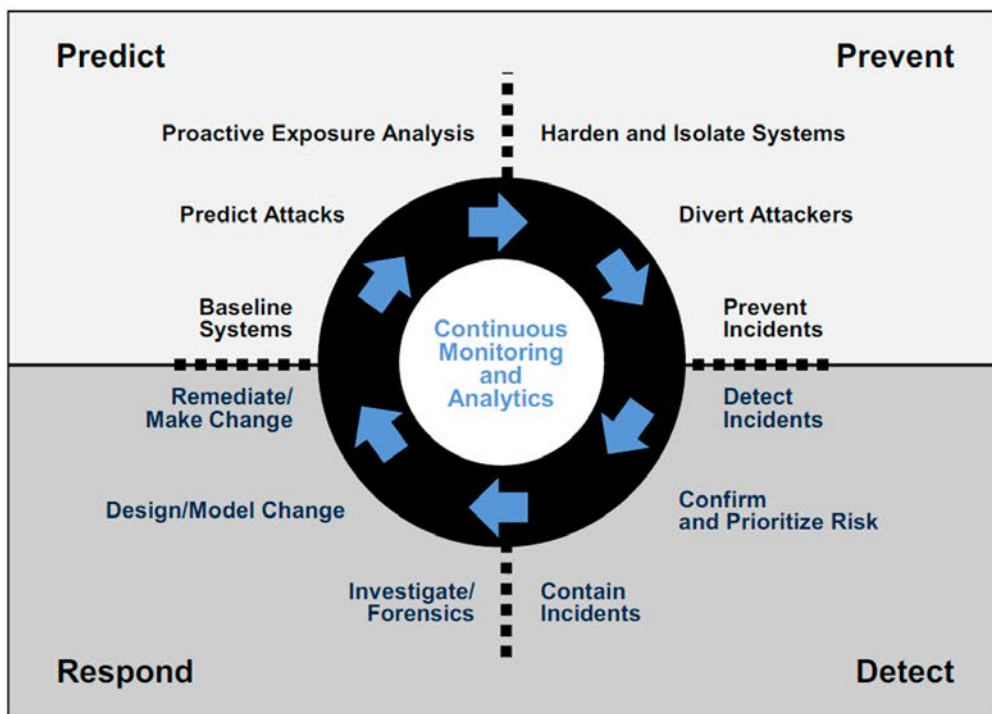 Predict
Prevent
Proactive Exposure Analysis
Harden and Isolate Systems
Predict Attacks
Divert Attackers
Baseline
Systems
Prevent
Incidents
Continuous
Monitoring
and
Analytics
Remediate/
Make Change
Detect
Incidents
Design/Model Change
Confirm
and Prioritize Risk
Investigate/
Forensics
Contain
Incidents
Respond
Detect